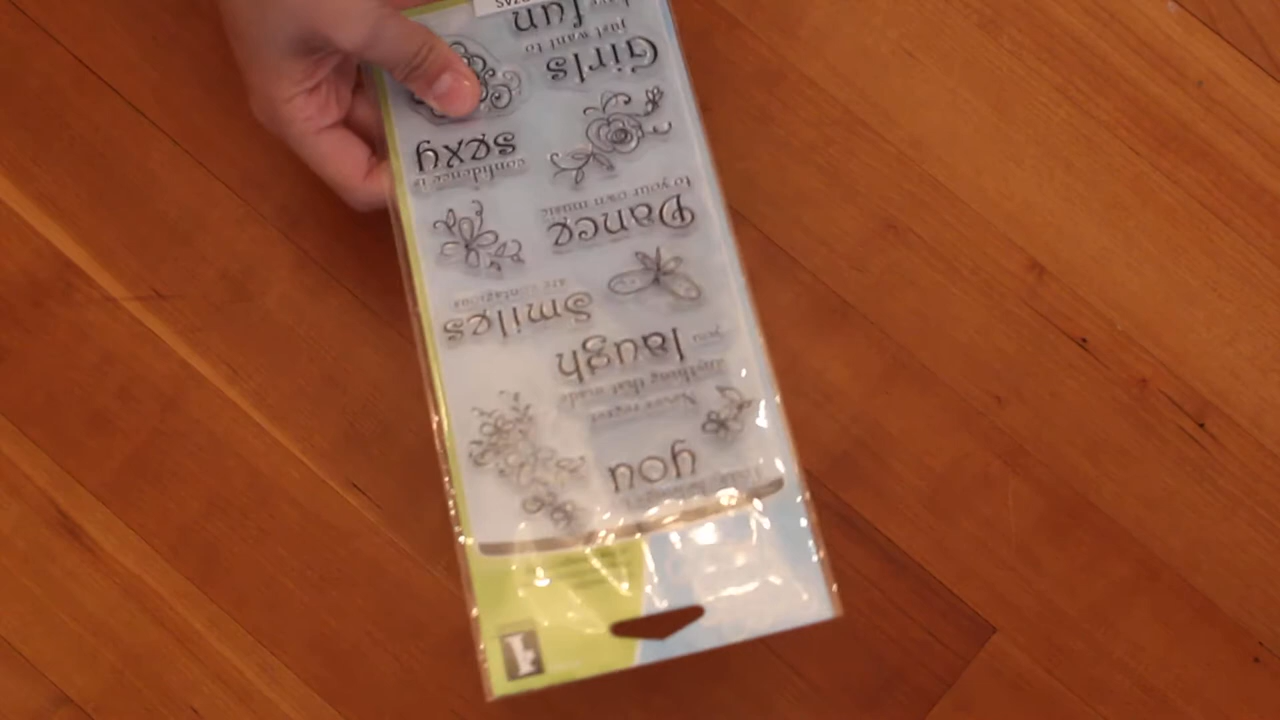 you
Never regret
anything that made
you laugh
Smiles
are contagious
Dance
to your own music
confidence is
sexy
Girls
just want to
fun